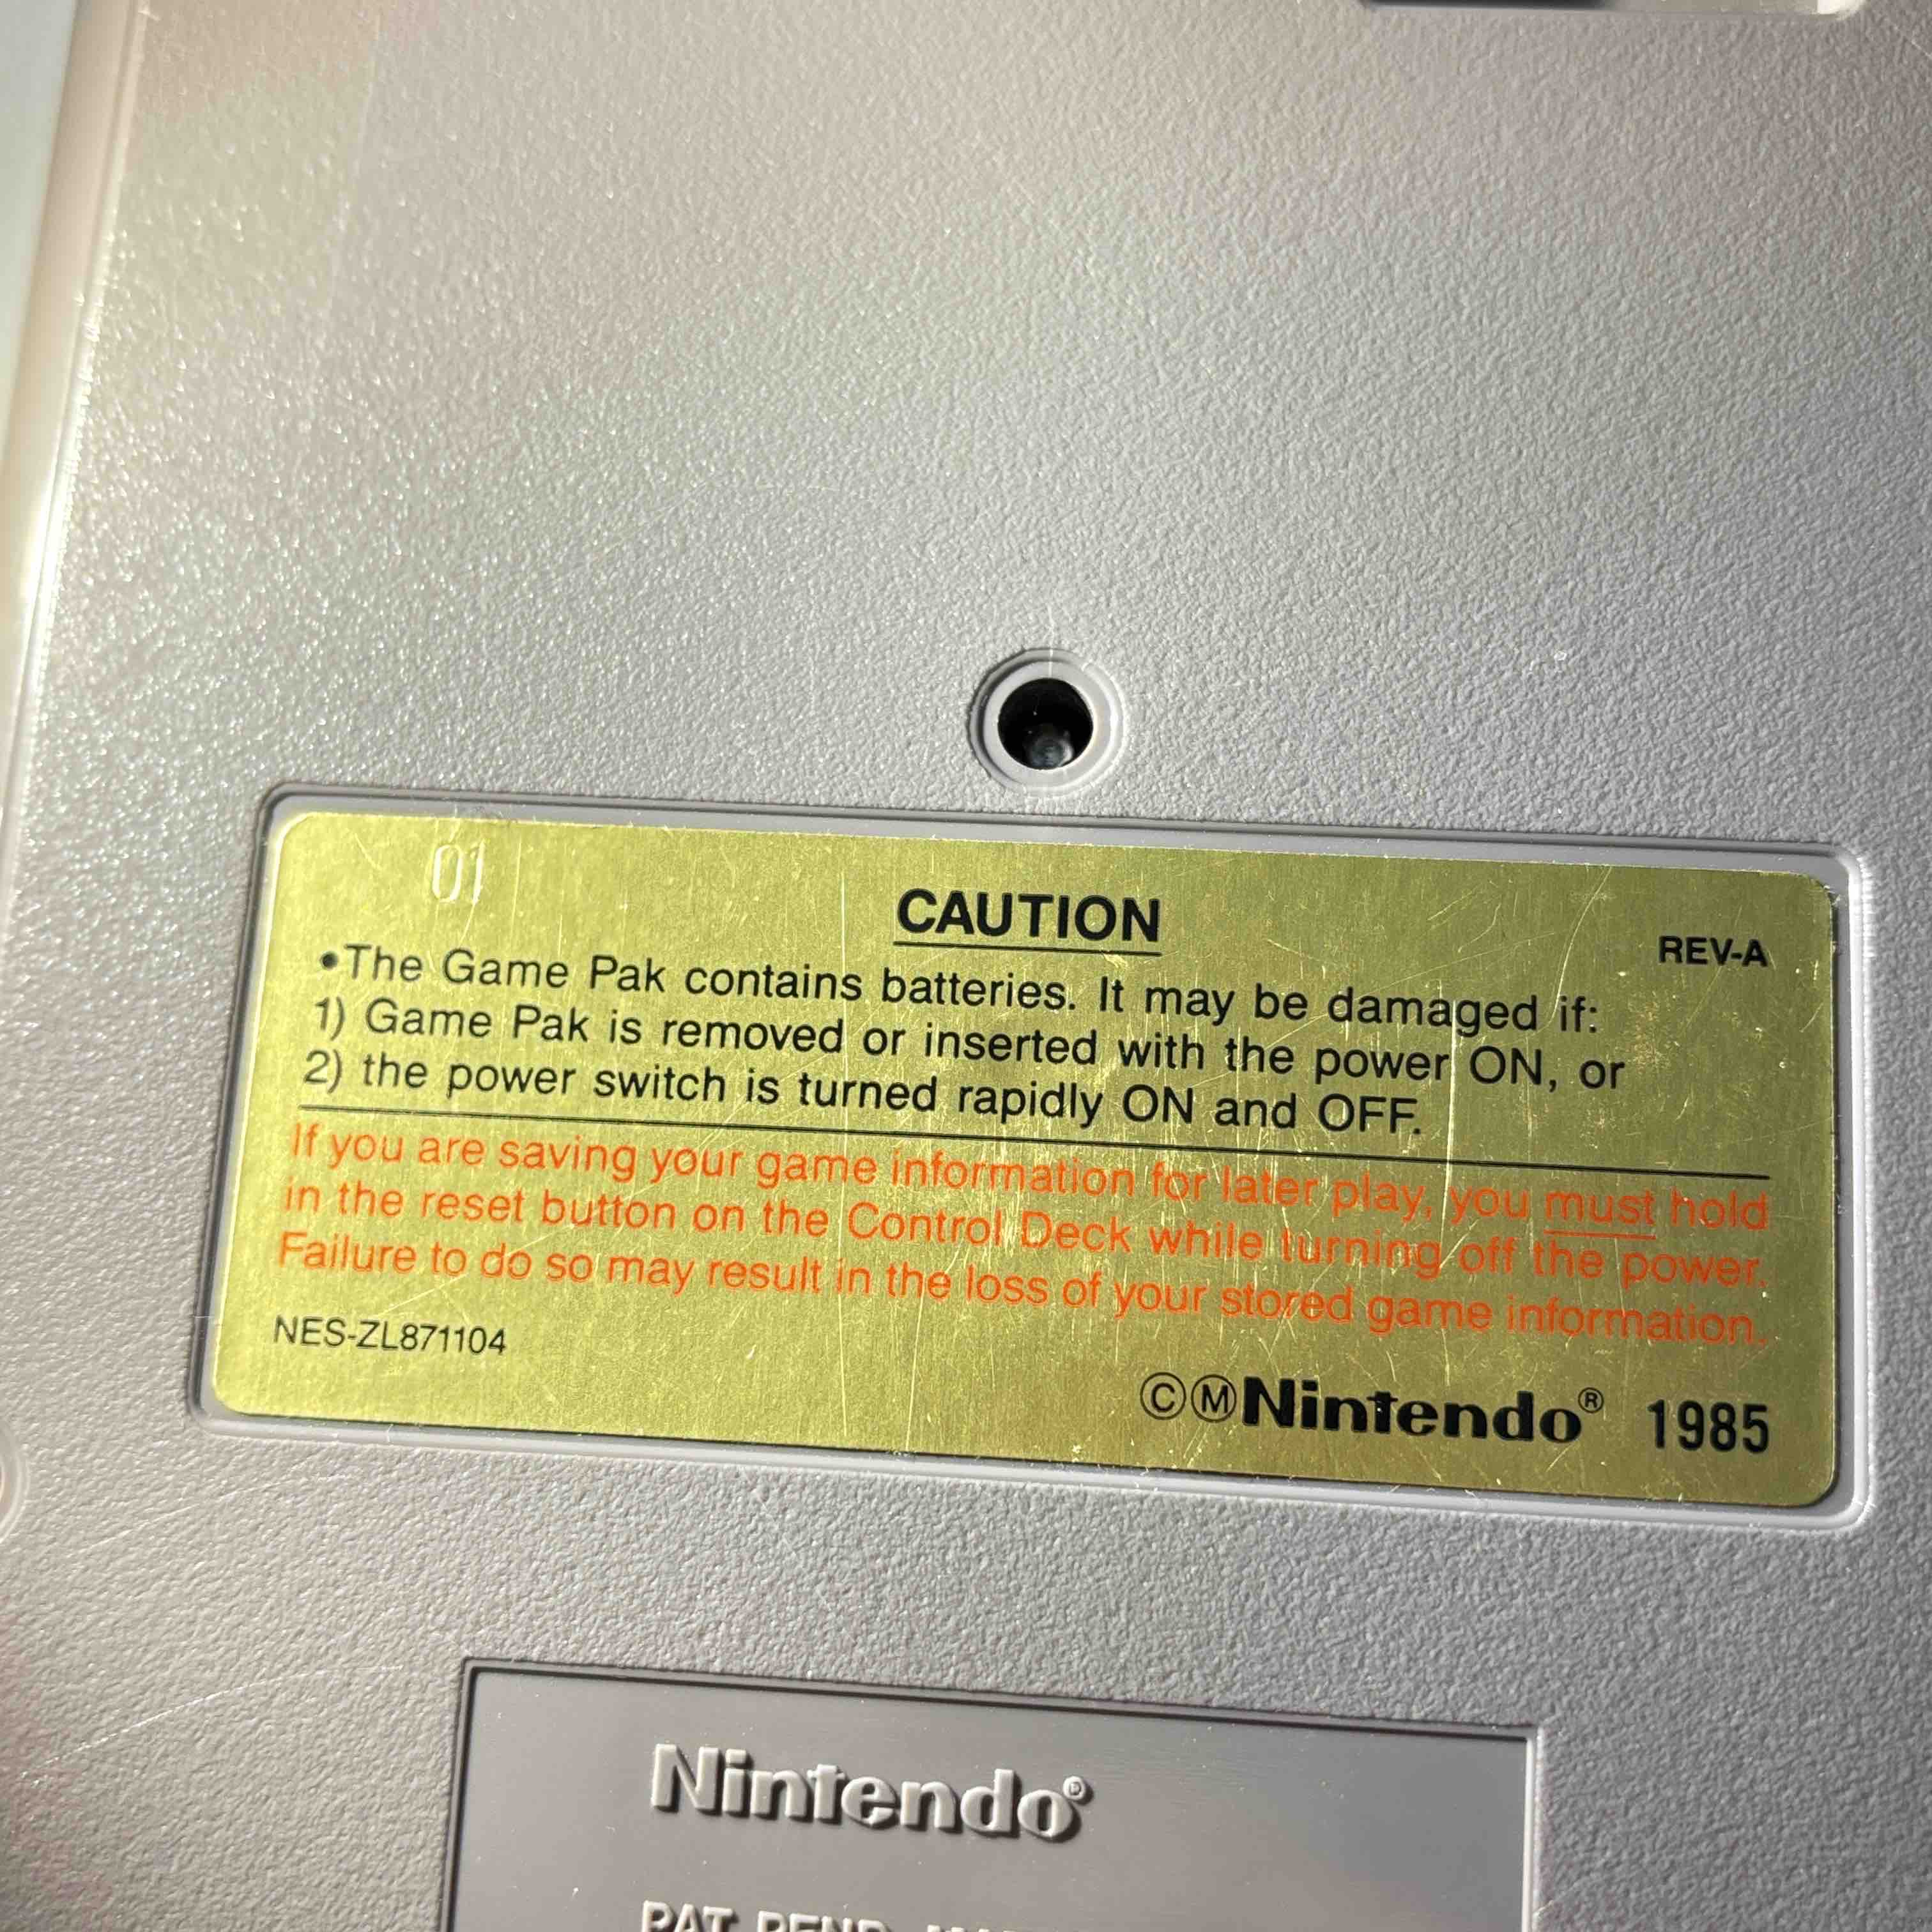 01
CAUTION
REV-A
•The Game Pak contains batteries. It may be damaged if:
1) Game Pak is removed or inserted with the power ON, or
2) the power switch is turned rapidly ON and OFF.
If you are saving your game information for later play, you must hold
in the reset button on the Control Deck while turning off the power.
Failure to do so may result in the loss of your stored game information.
NES-ZL871104
©ⓂNintendo® 1985
Nintendo®
PAT. PEND.